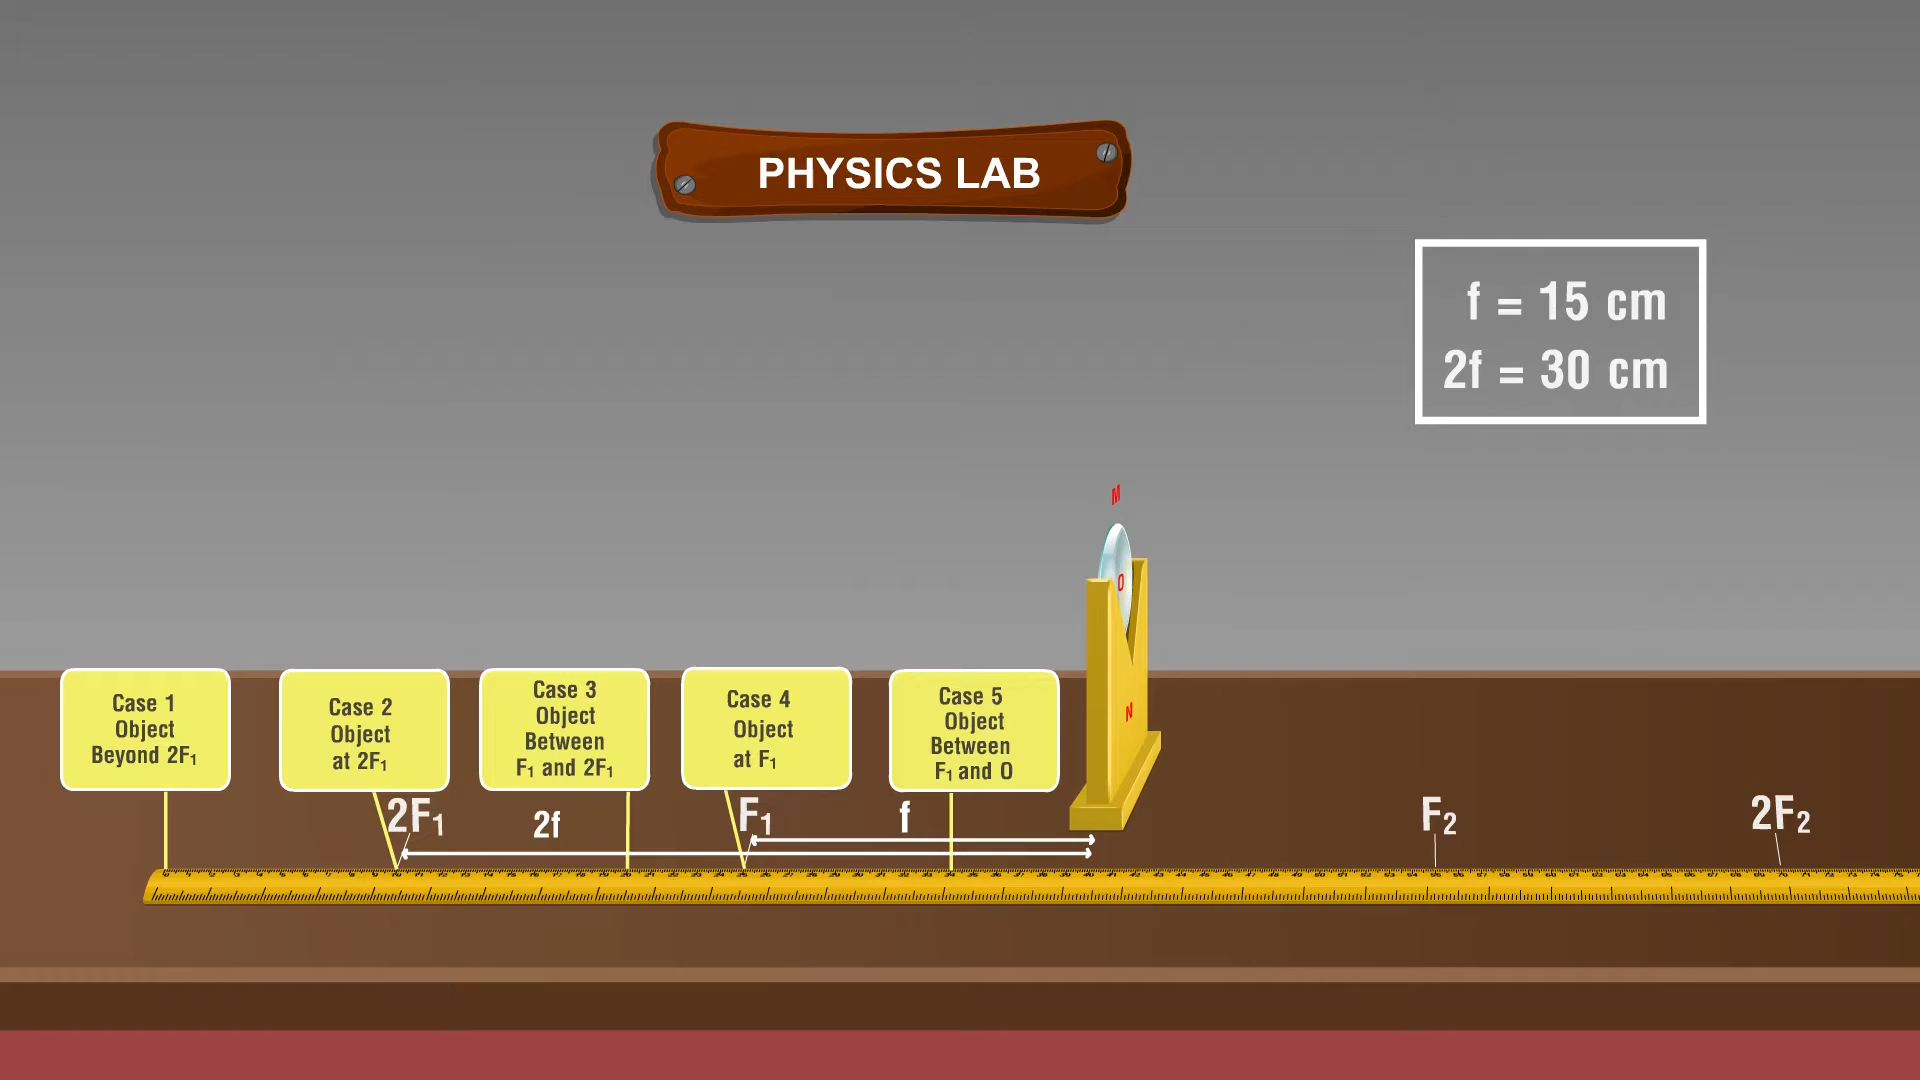 PHYSICS LAB
f = 15 cm
2f = 30 cm
M
O
N
Case 1
Object
Beyond 2F₁
Case 2
Object
at 2F₁
Case 3
Object
Between
F₁ and 2F₁
Case 4
Object
at F₁
Case 5
Object
Between
F₁ and O
2F₁
2f
F₁
f
F₂
2F₂